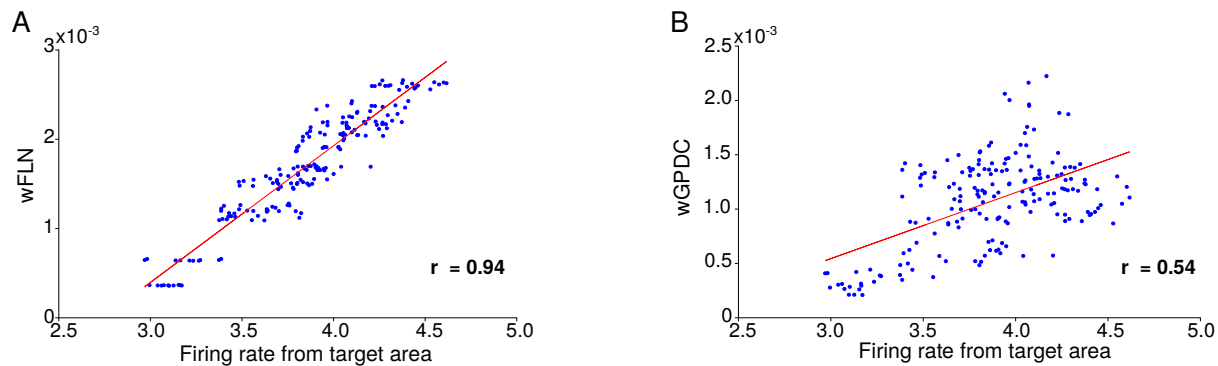 A
x10⁻³
3
2
1
0
wFLN
2.5 3.0 3.5 4.0 4.5 5.0
Firing rate from target area
r = 0.94
B
x10⁻³
2.5
2.0
1.5
1.0
0.5
0
wGPDC
2.5 3.0 3.5 4.0 4.5 5.0
Firing rate from target area
r = 0.54